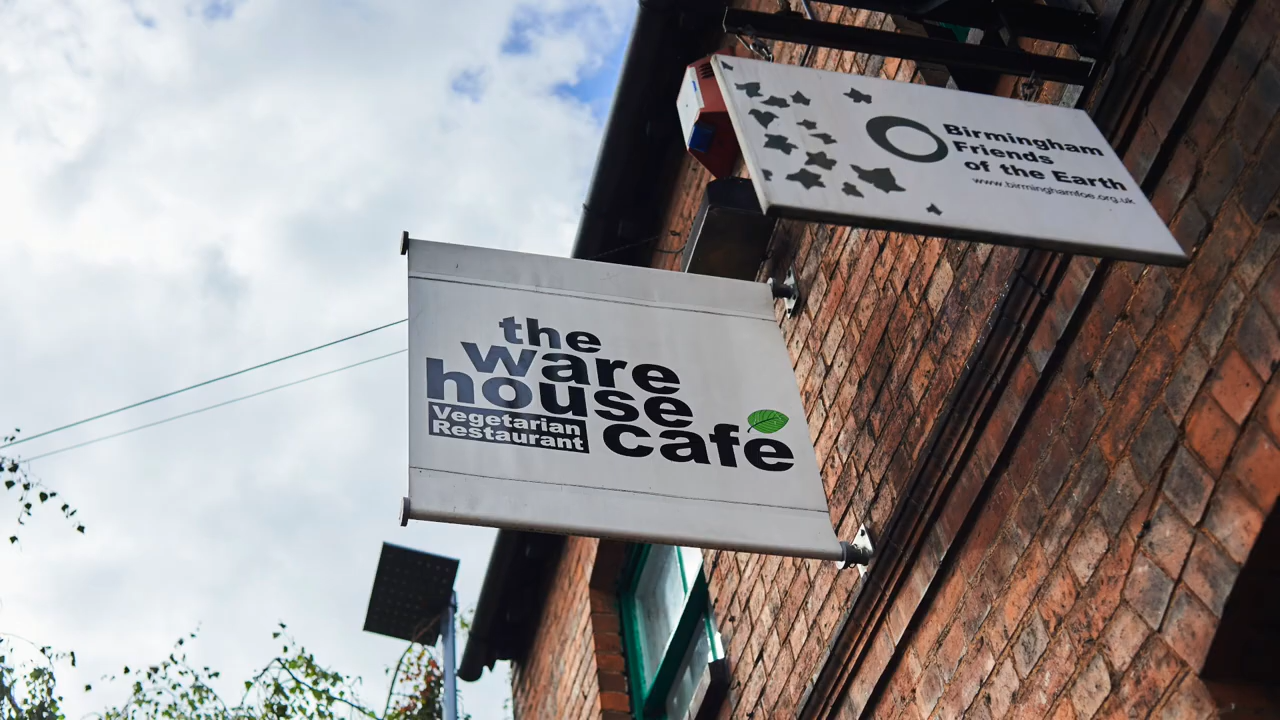 Birmingham
Friends
of the Earth
www.birminghamfoe.org.uk
the
ware
house
cafe
Vegetarian
Restaurant